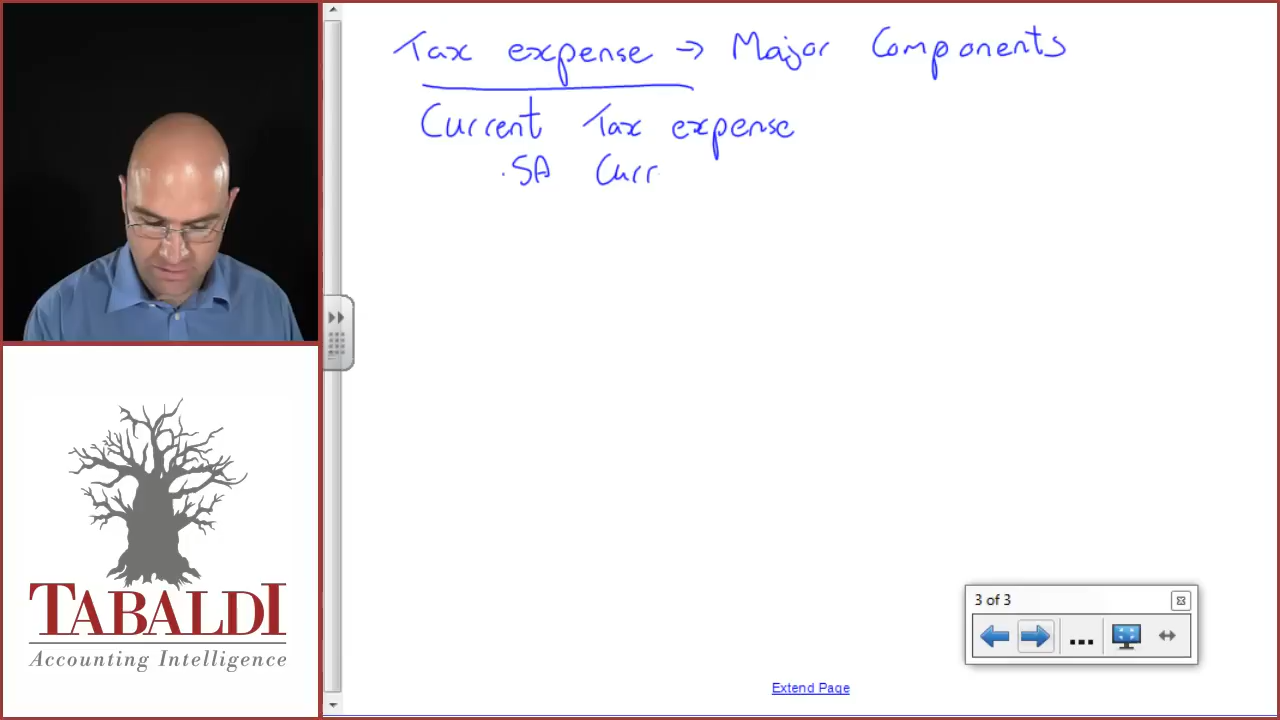 Tax expense → Major Components
Current Tax expense
. SA Curr
TABALDI
Accounting Intelligence
3 of 3
...
Extend Page